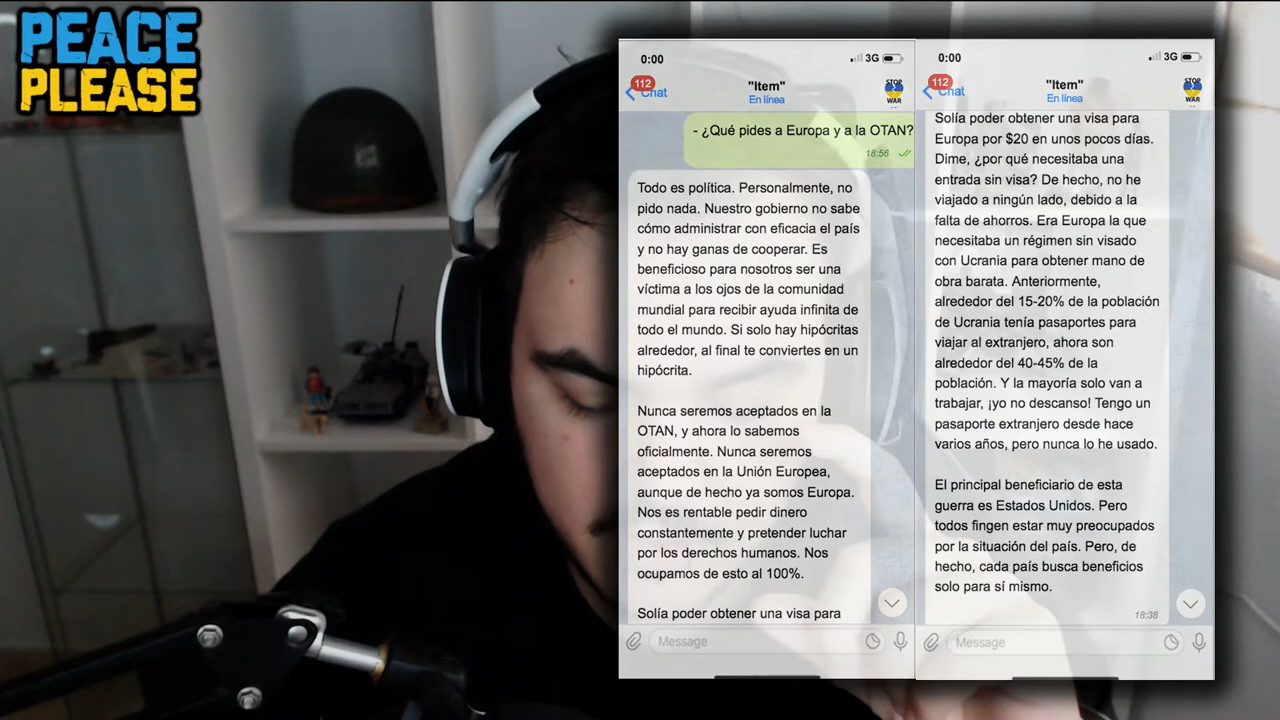 PEACE
PLEASE
0:00
3G
112
Chat
"Item"
En línea
STOP
WAR
- ¿Qué pides a Europa y a la OTAN?
18:56
Todo es política. Personalmente, no
pido nada. Nuestro gobierno no sabe
cómo administrar con eficacia el país
y no hay ganas de cooperar. Es
beneficioso para nosotros ser una
víctima a los ojos de la comunidad
mundial para recibir ayuda infinita de
todo el mundo. Si solo hay hipócritas
alrededor, al final te conviertes en un
hipócrita.
Nunca seremos aceptados en la
OTAN, y ahora lo sabemos
oficialmente. Nunca seremos
aceptados en la Unión Europea,
aunque de hecho ya somos Europa.
Nos es rentable pedir dinero
constantemente y pretender luchar
por los derechos humanos. Nos
ocupamos de esto al 100%.
Solía poder obtener una visa para
Message
0:00
3G
112
Chat
"Item"
En línea
STOP
WAR
Solía poder obtener una visa para
Europa por $20 en unos pocos días.
Dime, ¿por qué necesitaba una
entrada sin visa? De hecho, no he
viajado a ningún lado, debido a la
falta de ahorros. Era Europa la que
necesitaba un régimen sin visado
con Ucrania para obtener mano de
obra barata. Anteriormente,
alrededor del 15-20% de la población
de Ucrania tenía pasaportes para
viajar al extranjero, ahora son
alrededor del 40-45% de la
población. Y la mayoría solo van a
trabajar, ¡yo no descanso! Tengo un
pasaporte extranjero desde hace
varios años, pero nunca lo he usado.
El principal beneficiario de esta
guerra es Estados Unidos. Pero
todos fingen estar muy preocupados
por la situación del país. Pero, de
hecho, cada país busca beneficios
solo para sí mismo.
18:38
Message